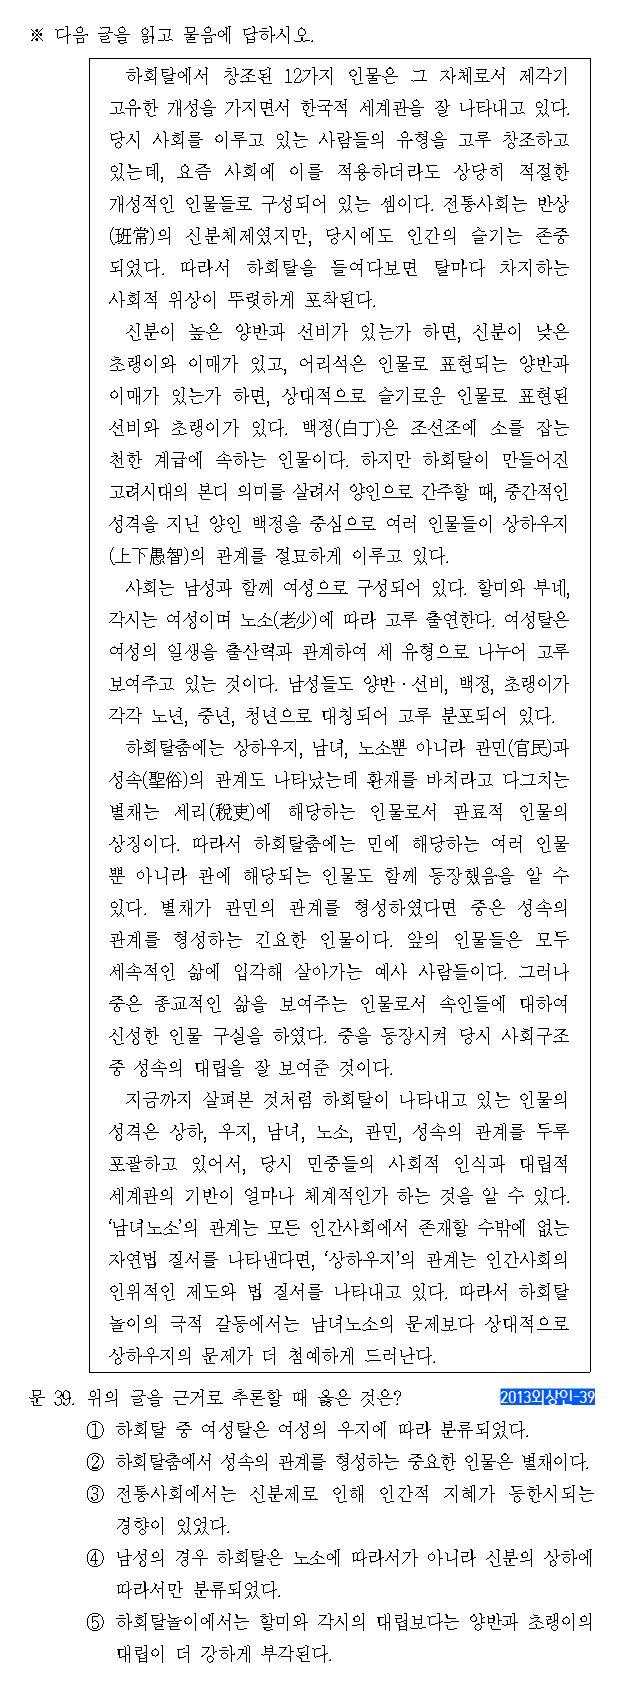 ※ 다음 글을 읽고 물음에 답하시오.
하회탈에서 창조된 12가지 인물은 그 자체로서 제각기
고유한 개성을 가지면서 한국적 세계관을 잘 나타내고 있다.
당시 사회를 이루고 있는 사람들의 유형을 고루 창조하고
있는데, 요즘 사회에 이를 적용하더라도 상당히 적절한
개성적인 인물들로 구성되어 있는 셈이다. 전통사회는 반상
(班常)의 신분체제였지만, 당시에도 인간의 슬기는 존중
되었다. 따라서 하회탈을 들여다보면 탈마다 차지하는
사회적 위상이 뚜렷하게 포착된다.
신분이 높은 양반과 선비가 있는가 하면, 신분이 낮은
초랭이와 이매가 있고, 어리석은 인물로 표현되는 양반과
이매가 있는가 하면, 상대적으로 슬기로운 인물로 표현된
선비와 초랭이가 있다. 백정(白丁)은 조선조에 소를 잡는
천한 계급에 속하는 인물이다. 하지만 하회탈이 만들어진
고려시대의 본디 의미를 살려서 양인으로 간주할 때, 중간적인
성격을 지닌 양인 백정을 중심으로 여러 인물들이 상하우지
(上下愚智)의 관계를 절묘하게 이루고 있다.
사회는 남성과 함께 여성으로 구성되어 있다. 할미와 부네,
각시는 여성이며 노소(老少)에 따라 고루 출연한다. 여성탈은
여성의 일생을 출산력과 관계하여 세 유형으로 나누어 고루
보여주고 있는 것이다. 남성들도 양반·선비, 백정, 초랭이가
각각 노년, 중년, 청년으로 대칭되어 고루 분포되어 있다.
하회탈춤에는 상하우지, 남녀, 노소뿐 아니라 관민(官民)과
성속(聖俗)의 관계도 나타났는데 환재를 바치라고 다그치는
별채는 세리(稅吏)에 해당하는 인물로서 관료적 인물의
상징이다. 따라서 하회탈춤에는 민에 해당하는 여러 인물
뿐 아니라 관에 해당되는 인물도 함께 등장했음을 알 수
있다. 별채가 관민의 관계를 형성하였다면 중은 성속의
관계를 형성하는 긴요한 인물이다. 앞의 인물들은 모두
세속적인 삶에 입각해 살아가는 예사 사람들이다. 그러나
중은 종교적인 삶을 보여주는 인물로서 속인들에 대하여
신성한 인물 구실을 하였다. 중을 등장시켜 당시 사회구조
중 성속의 대립을 잘 보여준 것이다.
지금까지 살펴본 것처럼 하회탈이 나타내고 있는 인물의
성격은 상하, 우지, 남녀, 노소, 관민, 성속의 관계를 두루
포괄하고 있어서, 당시 민중들의 사회적 인식과 대립적
세계관의 기반이 얼마나 체계적인가 하는 것을 알 수 있다.
‘남녀노소’의 관계는 모든 인간사회에서 존재할 수밖에 없는
자연법 질서를 나타낸다면, ‘상하우지’의 관계는 인간사회의
인위적인 제도와 법 질서를 나타내고 있다. 따라서 하회탈
놀이의 극적 갈등에서는 남녀노소의 문제보다 상대적으로
상하우지의 문제가 더 첨예하게 드러난다.
문 39. 위의 글을 근거로 추론할 때 옳은 것은? 2013외상인-39
① 하회탈 중 여성탈은 여성의 우지에 따라 분류되었다.
② 하회탈춤에서 성속의 관계를 형성하는 중요한 인물은 별채이다.
③ 전통사회에서는 신분제로 인해 인간적 지혜가 등한시되는
경향이 있었다.
④ 남성의 경우 하회탈은 노소에 따라서가 아니라 신분의 상하에
따라서만 분류되었다.
⑤ 하회탈놀이에서는 할미와 각시의 대립보다는 양반과 초랭이의
대립이 더 강하게 부각된다.